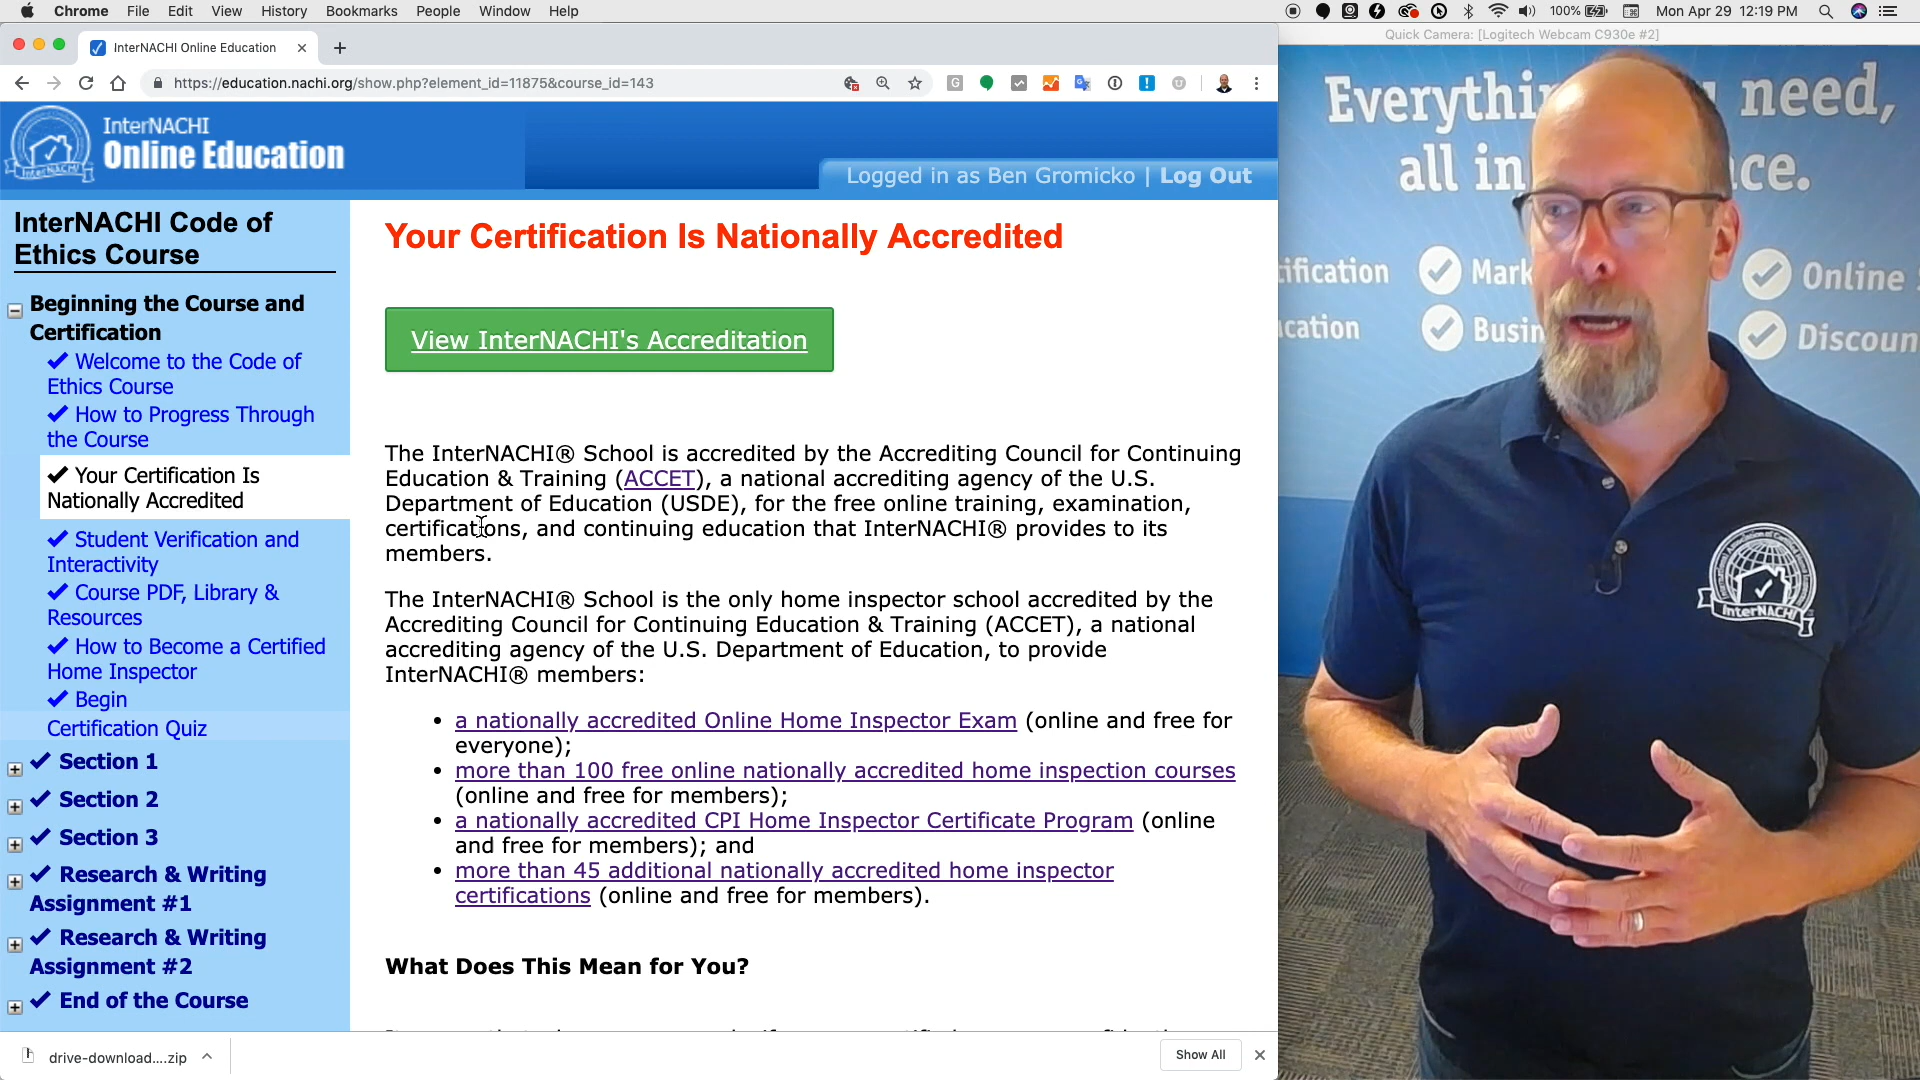 Chrome File Edit View History Bookmarks People Window Help
100% Mon Apr 29 12:19 PM
Quick Camera: [Logitech Webcam C930e #2]
InterNACHI Online Education
https://education.nachi.org/show.php?element_id=11875&course_id=143
InterNACHI
Online Education
Logged in as Ben Gromicko | Log Out
InterNACHI Code of
Ethics Course
Beginning the Course and
Certification
Welcome to the Code of
Ethics Course
How to Progress Through
the Course
Your Certification Is
Nationally Accredited
Student Verification and
Interactivity
Course PDF, Library &
Resources
How to Become a Certified
Home Inspector
Begin
Certification Quiz
Section 1
Section 2
Section 3
Research & Writing
Assignment #1
Research & Writing
Assignment #2
End of the Course
Your Certification Is Nationally Accredited
View InterNACHI's Accreditation
The InterNACHI® School is accredited by the Accrediting Council for Continuing
Education & Training (ACCET), a national accrediting agency of the U.S.
Department of Education (USDE), for the free online training, examination,
certifications, and continuing education that InterNACHI® provides to its
members.
The InterNACHI® School is the only home inspector school accredited by the
Accrediting Council for Continuing Education & Training (ACCET), a national
accrediting agency of the U.S. Department of Education, to provide
InterNACHI® members:
• a nationally accredited Online Home Inspector Exam (online and free for
everyone);
• more than 100 free online nationally accredited home inspection courses
(online and free for members);
• a nationally accredited CPI Home Inspector Certificate Program (online
and free for members); and
• more than 45 additional nationally accredited home inspector
certifications (online and free for members).
What Does This Mean for You?
drive-download....zip
Show All
need,
all in
Online
InterNACHI